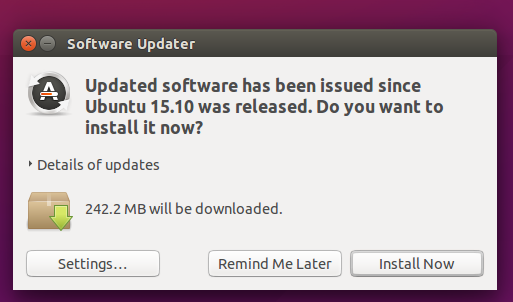 Software Updater
Updated software has been issued since
Ubuntu 15.10 was released. Do you want to
install it now?
Details of updates
242.2 MB will be downloaded.
Settings...
Remind Me Later
Install Now